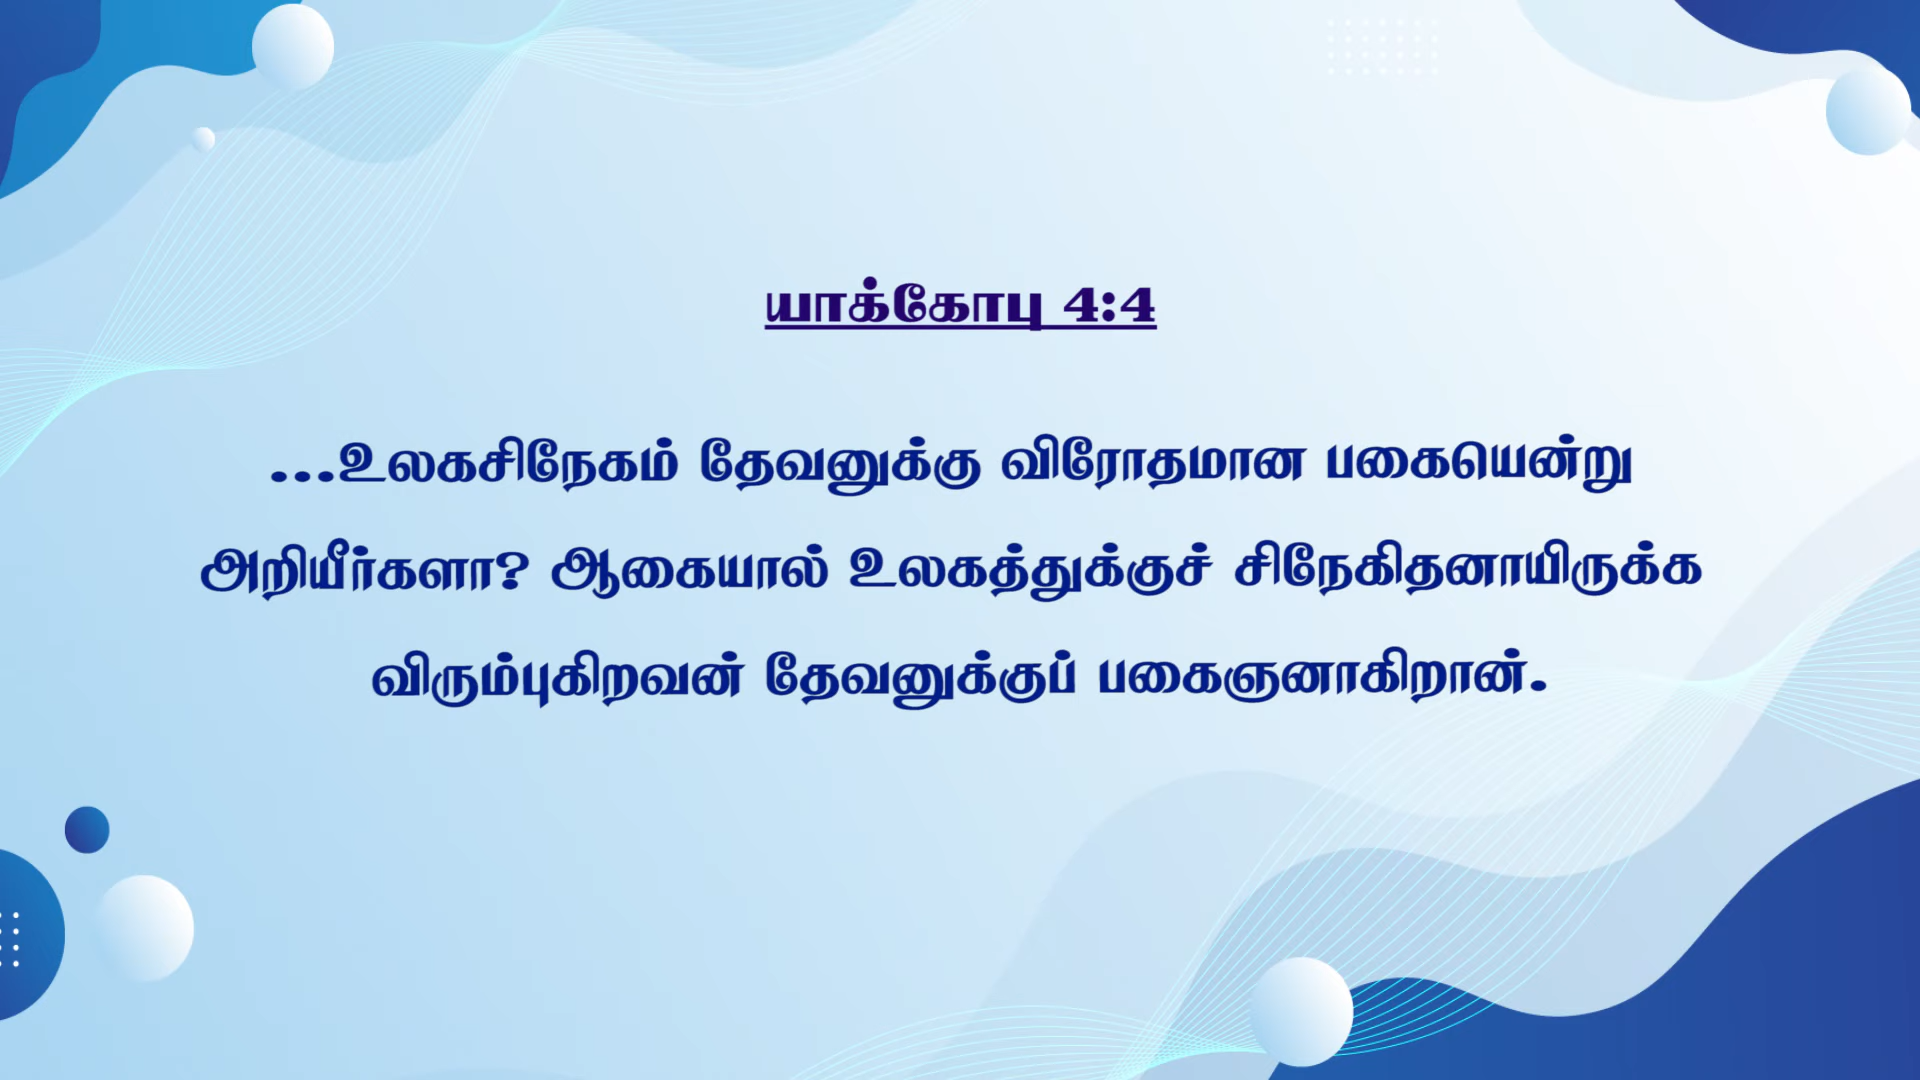 யாக்கோபு 4:4
...உலகசிநேகம் தேவனுக்கு விரோதமான பகையென்று
அறியீர்களா? ஆகையால் உலகத்துக்குச் சிநேகிதனாயிருக்க
விரும்புகிறவன் தேவனுக்குப் பகைஞனாகிறான்.